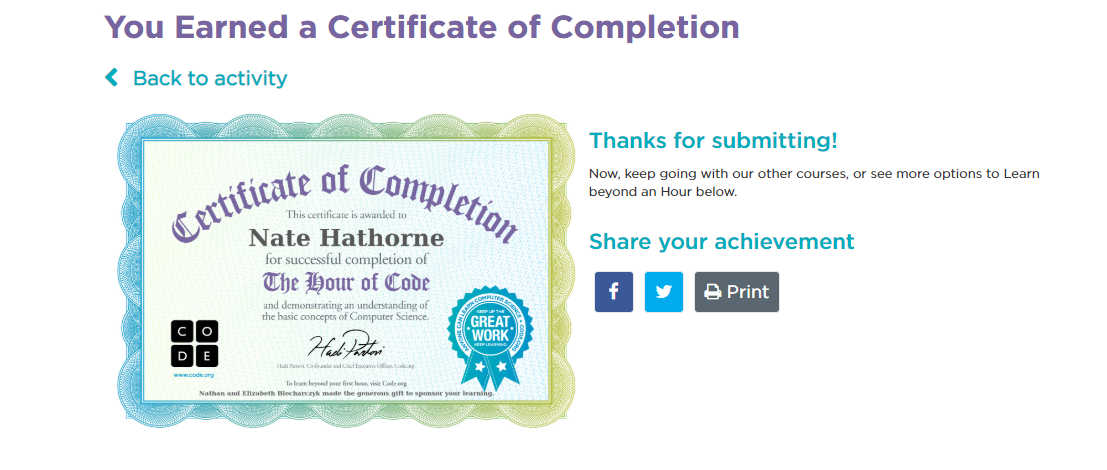 You Earned a Certificate of Completion
Back to activity
Certificate of Completion
This certificate is awarded to
Nate Hathorne
for successful completion of
The Hour of Code
and demonstrating an understanding of
the basic concepts of Computer Science.
Hadi Partovi, Co-founder and Chief Executive Officer, Code.org
To learn beyond your first hour, visit Code.org
Nathan and Elizabeth Blecharczyk made the generous gift to sponsor your learning.
C O
D E
www.code.org
ANYONE CAN LEARN COMPUTER SCIENCE • CODE.ORG
KEEP UP THE
GREAT
WORK
KEEP LEARNING
Thanks for submitting!
Now, keep going with our other courses, or see more options to Learn
beyond an Hour below.
Share your achievement
Print